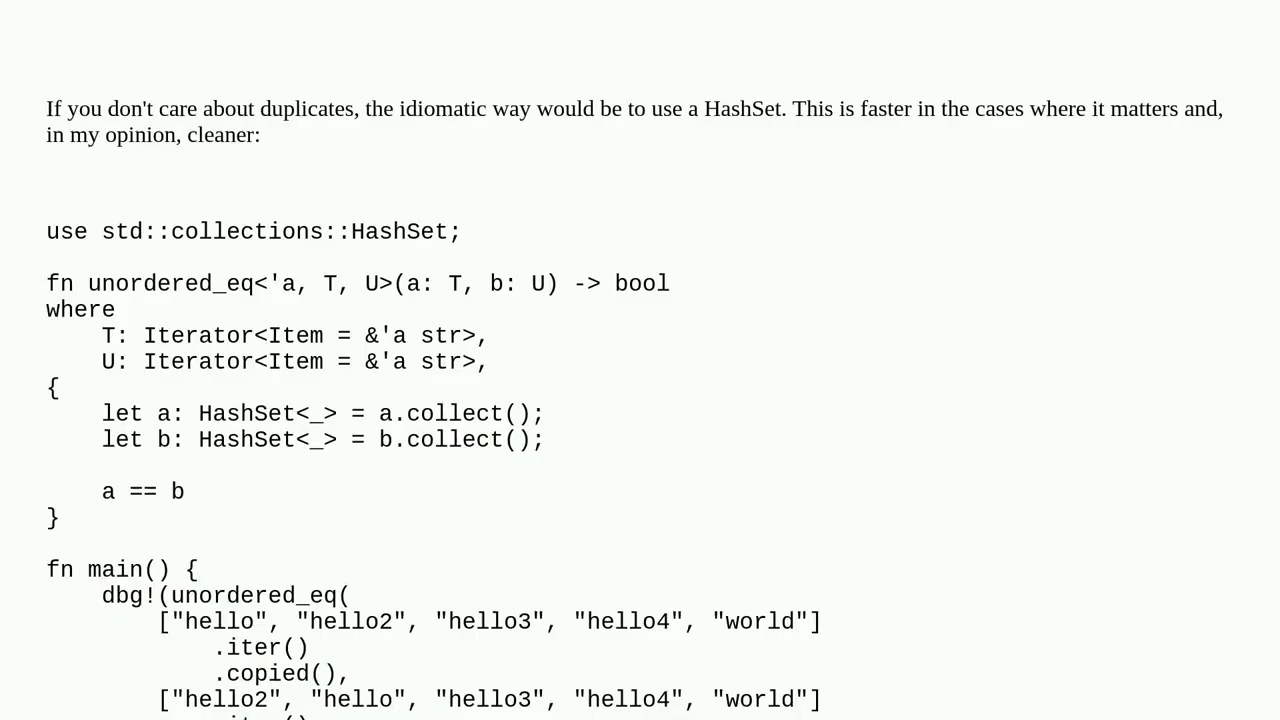 If you don't care about duplicates, the idiomatic way would be to use a HashSet. This is faster in the cases where it matters and,
in my opinion, cleaner:
use std::collections::HashSet;
fn unordered_eq<'a, T, U>(a: T, b: U) -> bool
where
    T: Iterator<Item = &'a str>,
    U: Iterator<Item = &'a str>,
{
    let a: HashSet<_> = a.collect();
    let b: HashSet<_> = b.collect();
    a == b
}
fn main() {
    dbg!(unordered_eq(
        ["hello", "hello2", "hello3", "hello4", "world"]
            .iter()
            .copied(),
        ["hello2", "hello", "hello3", "hello4", "world"]